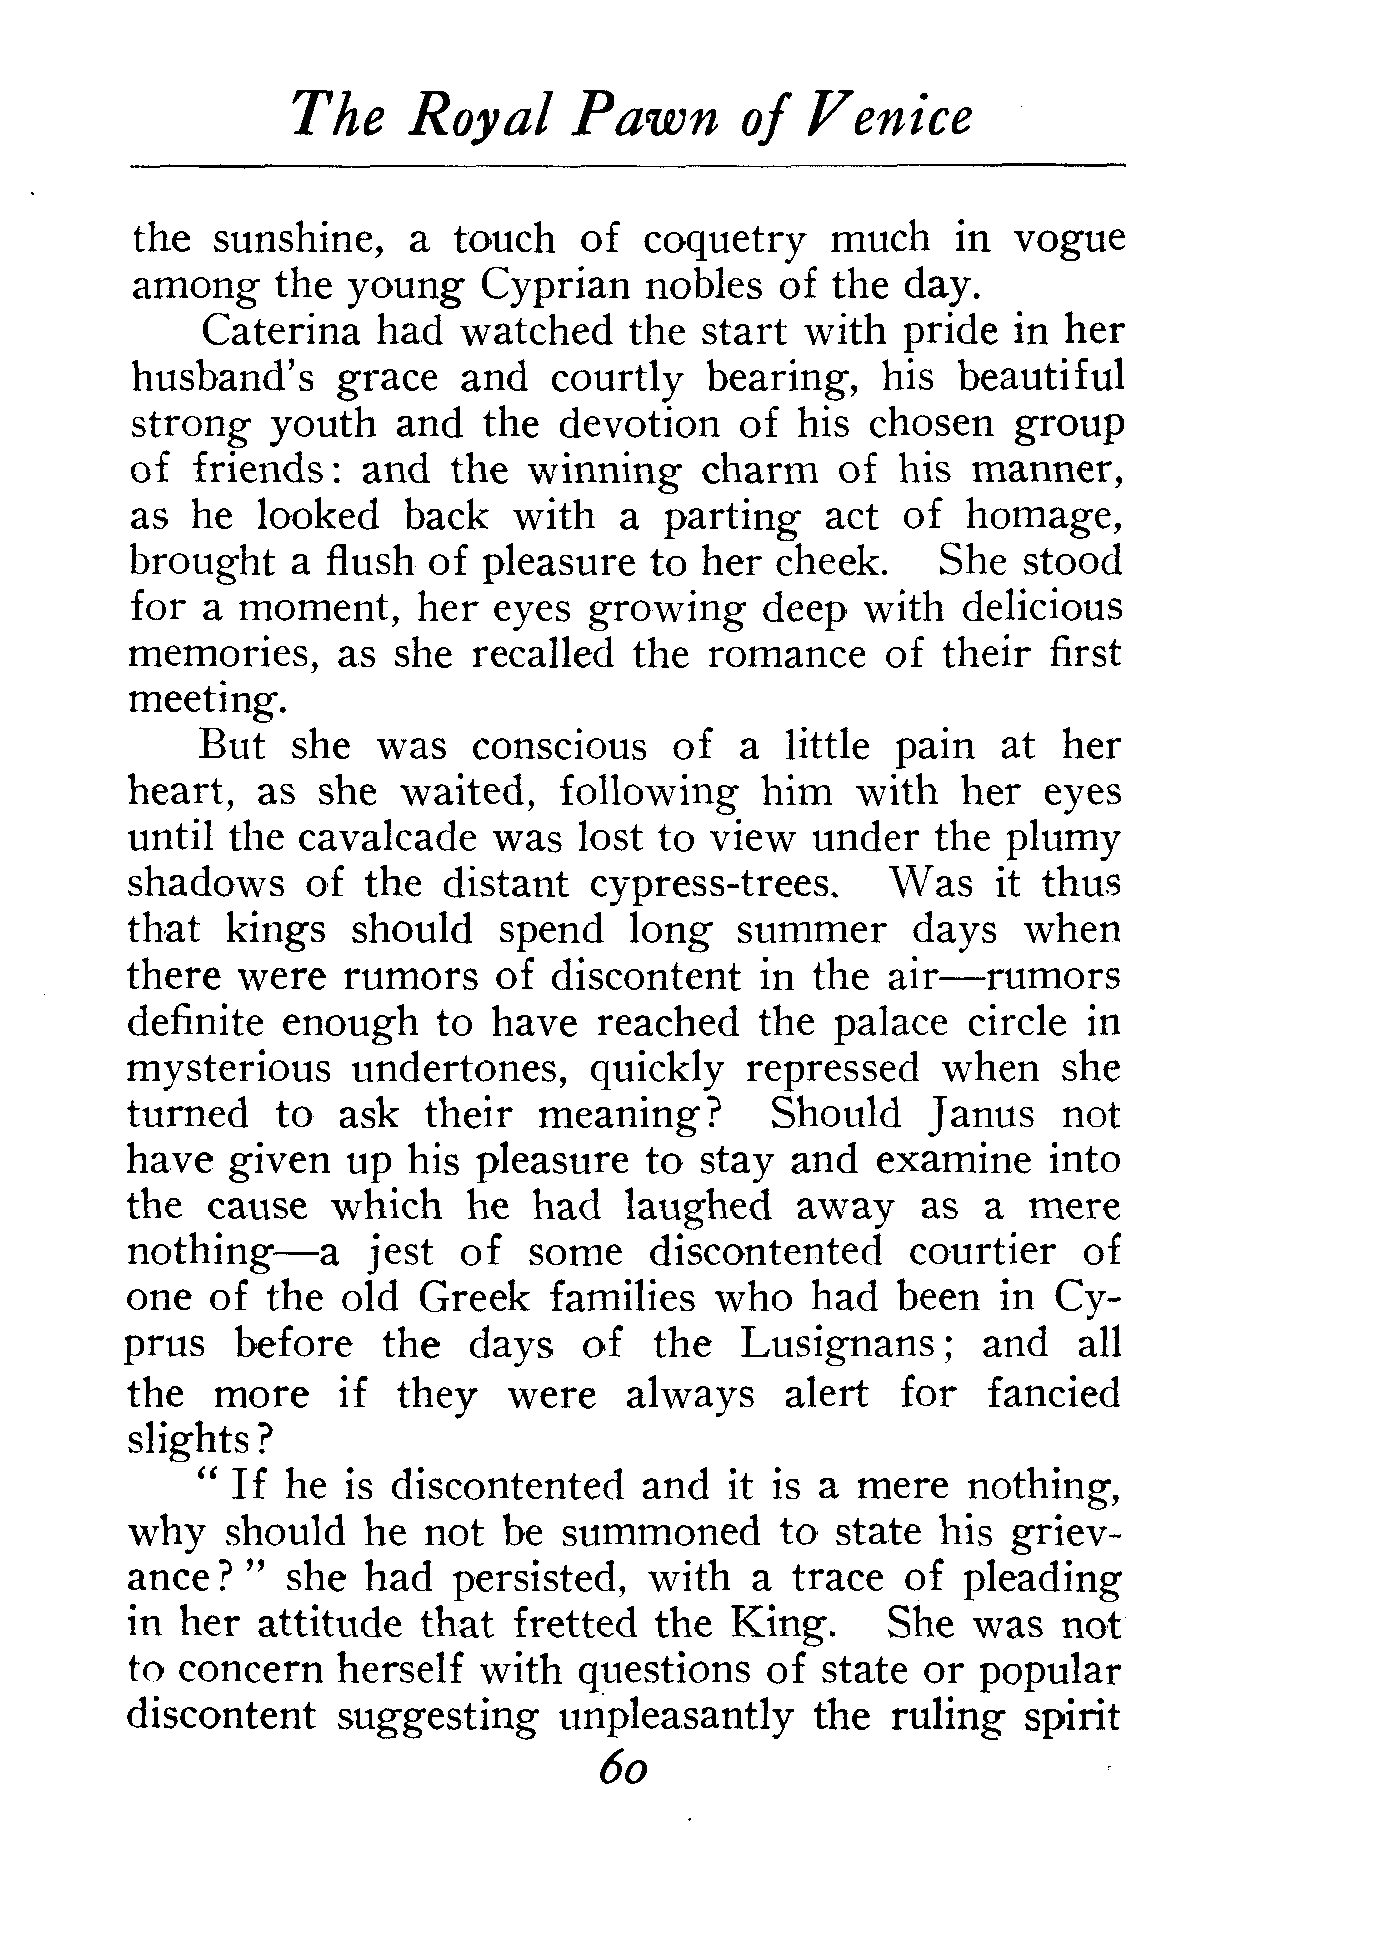 The Royal Pawn of Venice
the sunshine, a touch of coquetry much in vogue
among the young Cyprian nobles of the day.
Caterina had watched the start with pride in her
husband's grace and courtly bearing, his beautiful
strong youth and the devotion of his chosen group
of friends: and the winning charm of his manner,
as he looked back with a parting act of homage,
brought a flush of pleasure to her cheek. She stood
for a moment, her eyes growing deep with delicious
memories, as she recalled the romance of their first
meeting.
But she was conscious of a little pain at her
heart, as she waited, following him with her eyes
until the cavalcade was lost to view under the plumy
shadows of the distant cypress-trees. Was it thus
that kings should spend long summer days when
there were rumors of discontent in the air—rumors
definite enough to have reached the palace circle in
mysterious undertones, quickly repressed when she
turned to ask their meaning? Should Janus not
have given up his pleasure to stay and examine into
the cause which he had laughed away as a mere
nothing—a jest of some discontented courtier of
one of the old Greek families who had been in Cy-
prus before the days of the Lusignans; and all
the more if they were always alert for fancied
slights?
" If he is discontented and it is a mere nothing,
why should he not be summoned to state his griev-
ance? " she had persisted, with a trace of pleading
in her attitude that fretted the King. She was not
to concern herself with questions of state or popular
discontent suggesting unpleasantly the ruling spirit
60